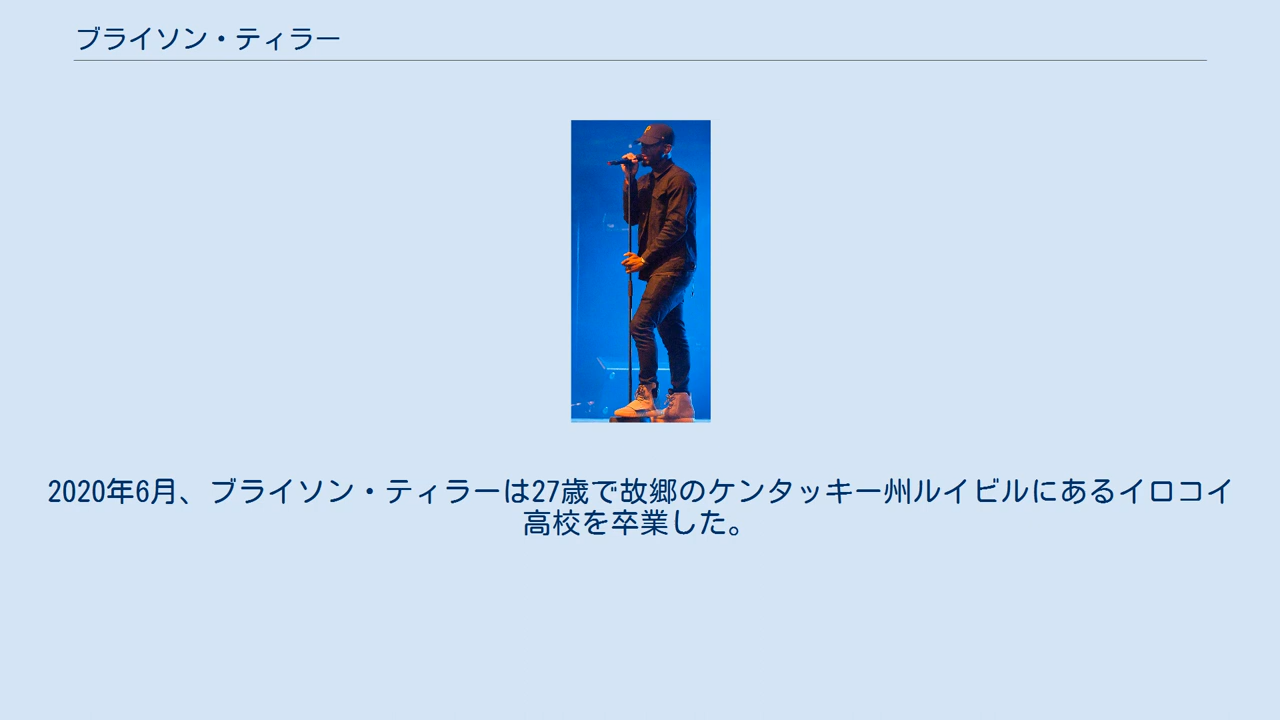 ブライソン・ティラー
2020年6月、ブライソン・ティラーは27歳で故郷のケンタッキー州ルイビルにあるイロコイ
高校を卒業した。